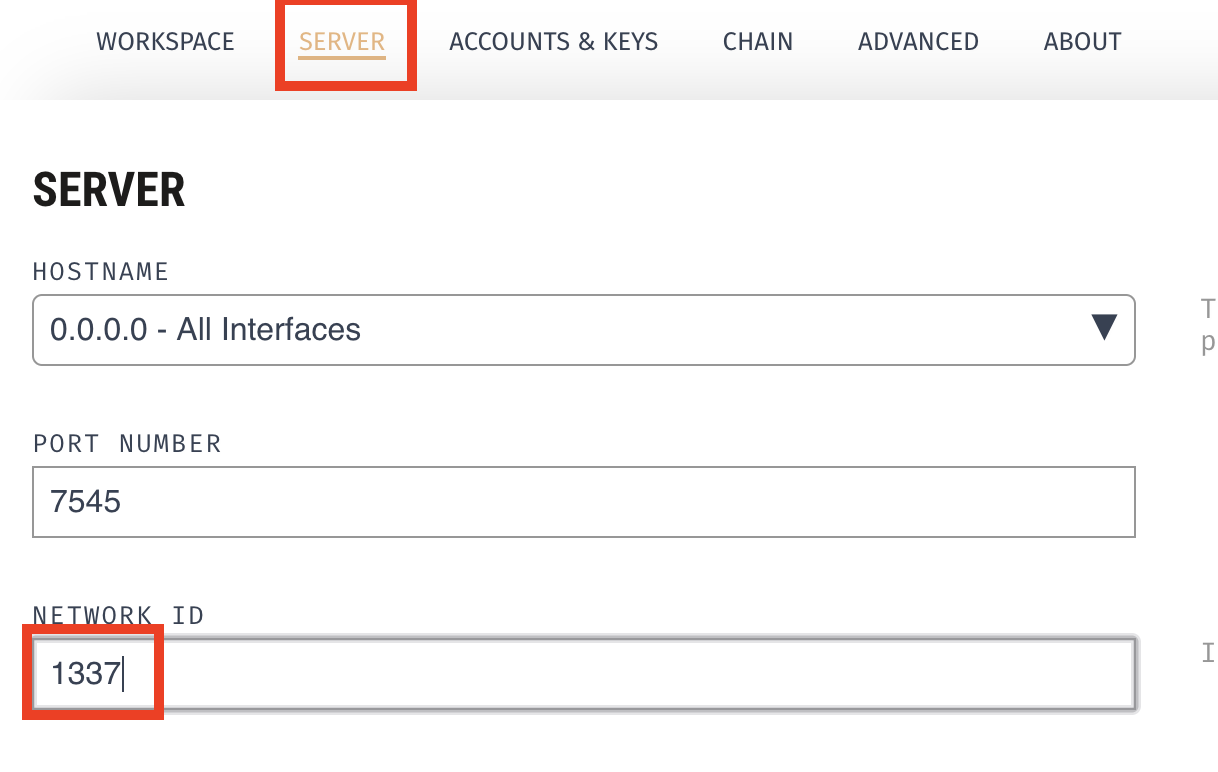 WORKSPACE SERVER ACCOUNTS & KEYS CHAIN ADVANCED ABOUT
SERVER
HOSTNAME
0.0.0.0 - All Interfaces
T
p
PORT NUMBER
7545
NETWORK ID
1337
I